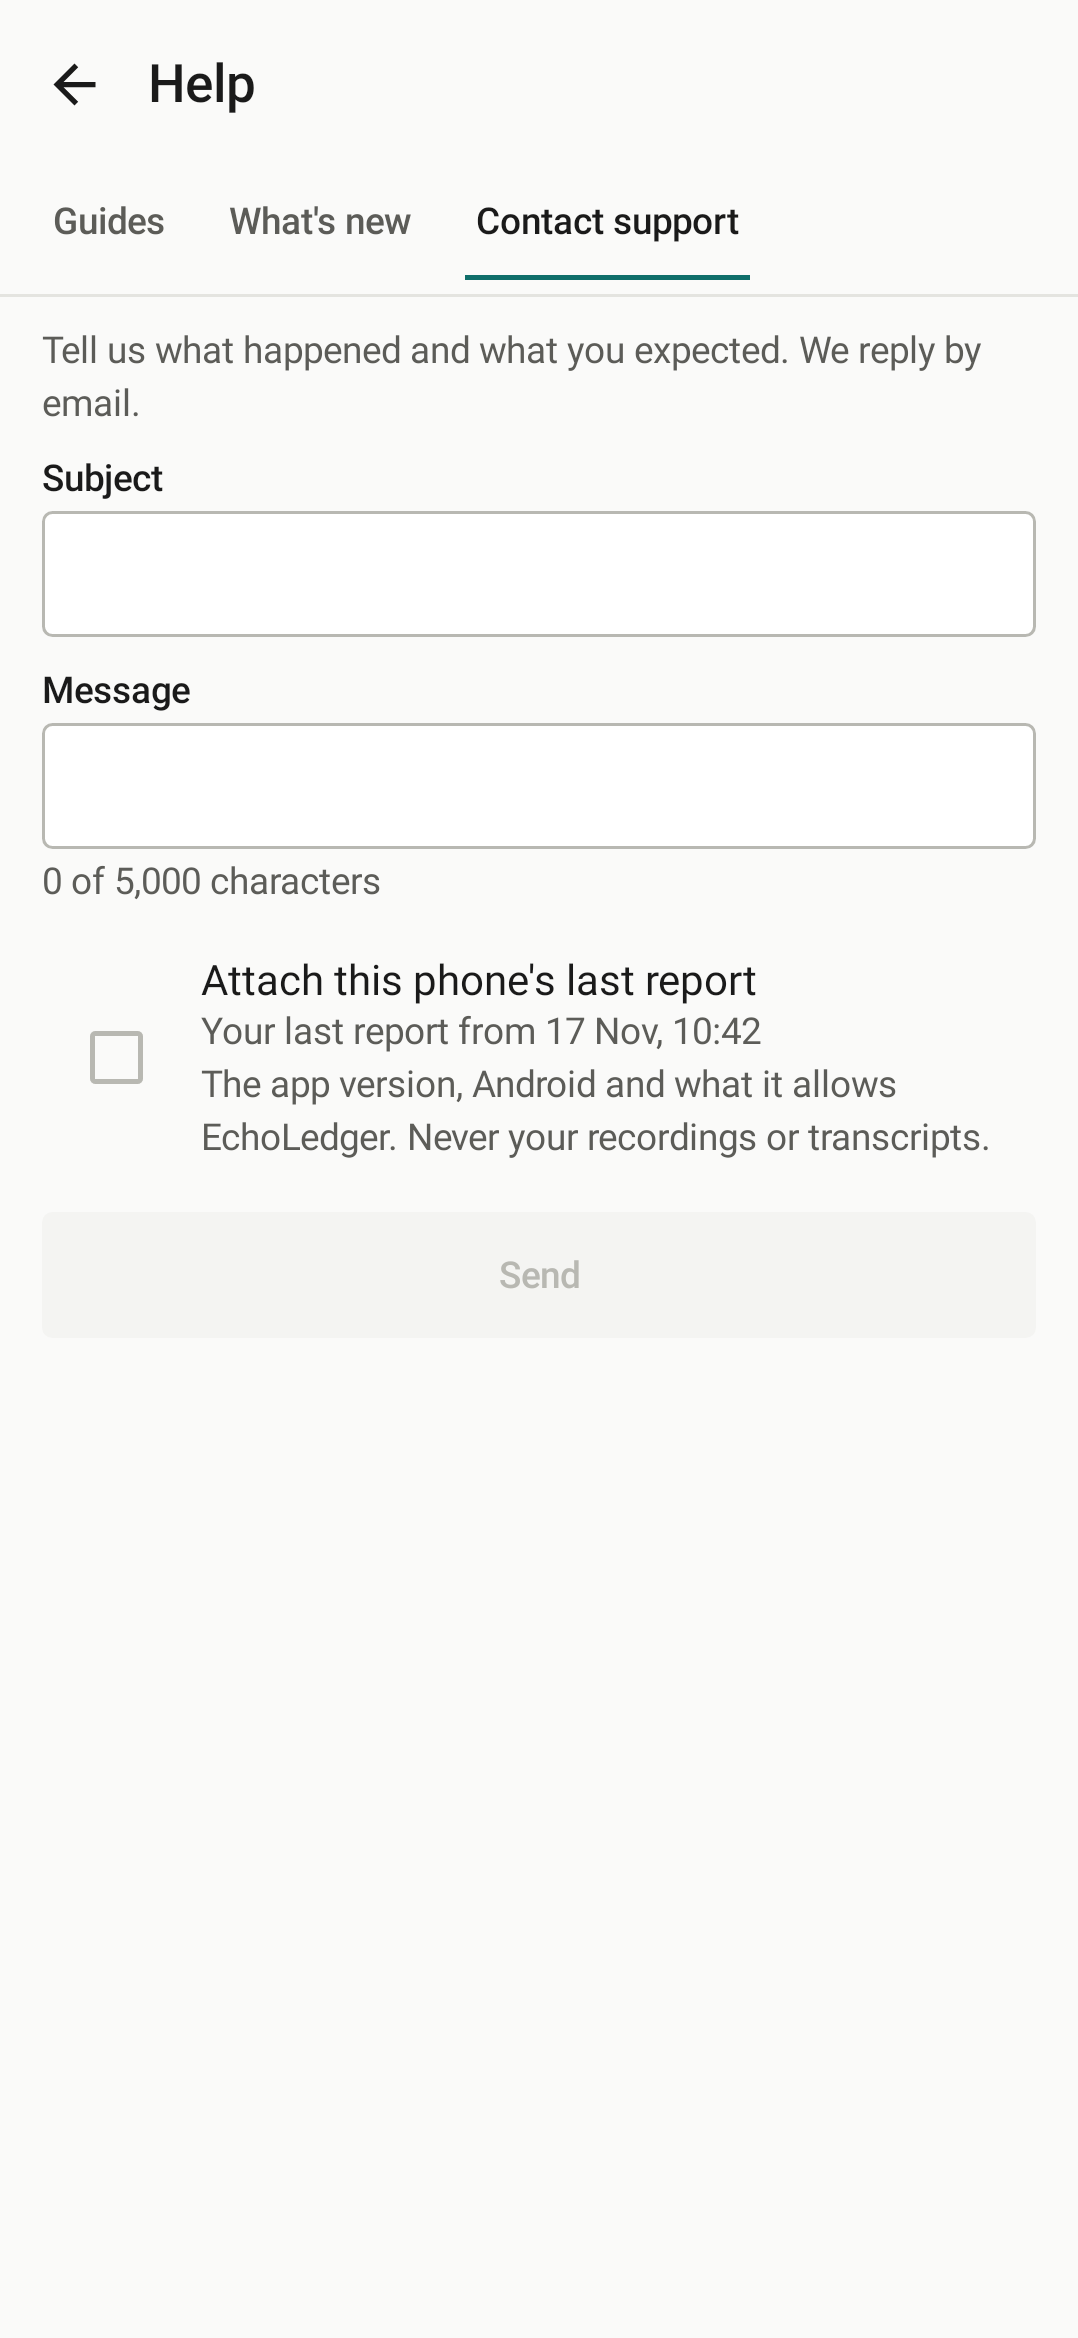 Help
Guides
What's new
Contact support
Tell us what happened and what you expected. We reply by
email.
Subject
Message
0 of 5,000 characters
Attach this phone's last report
Your last report from 17 Nov, 10:42
The app version, Android and what it allows
EchoLedger. Never your recordings or transcripts.
Send